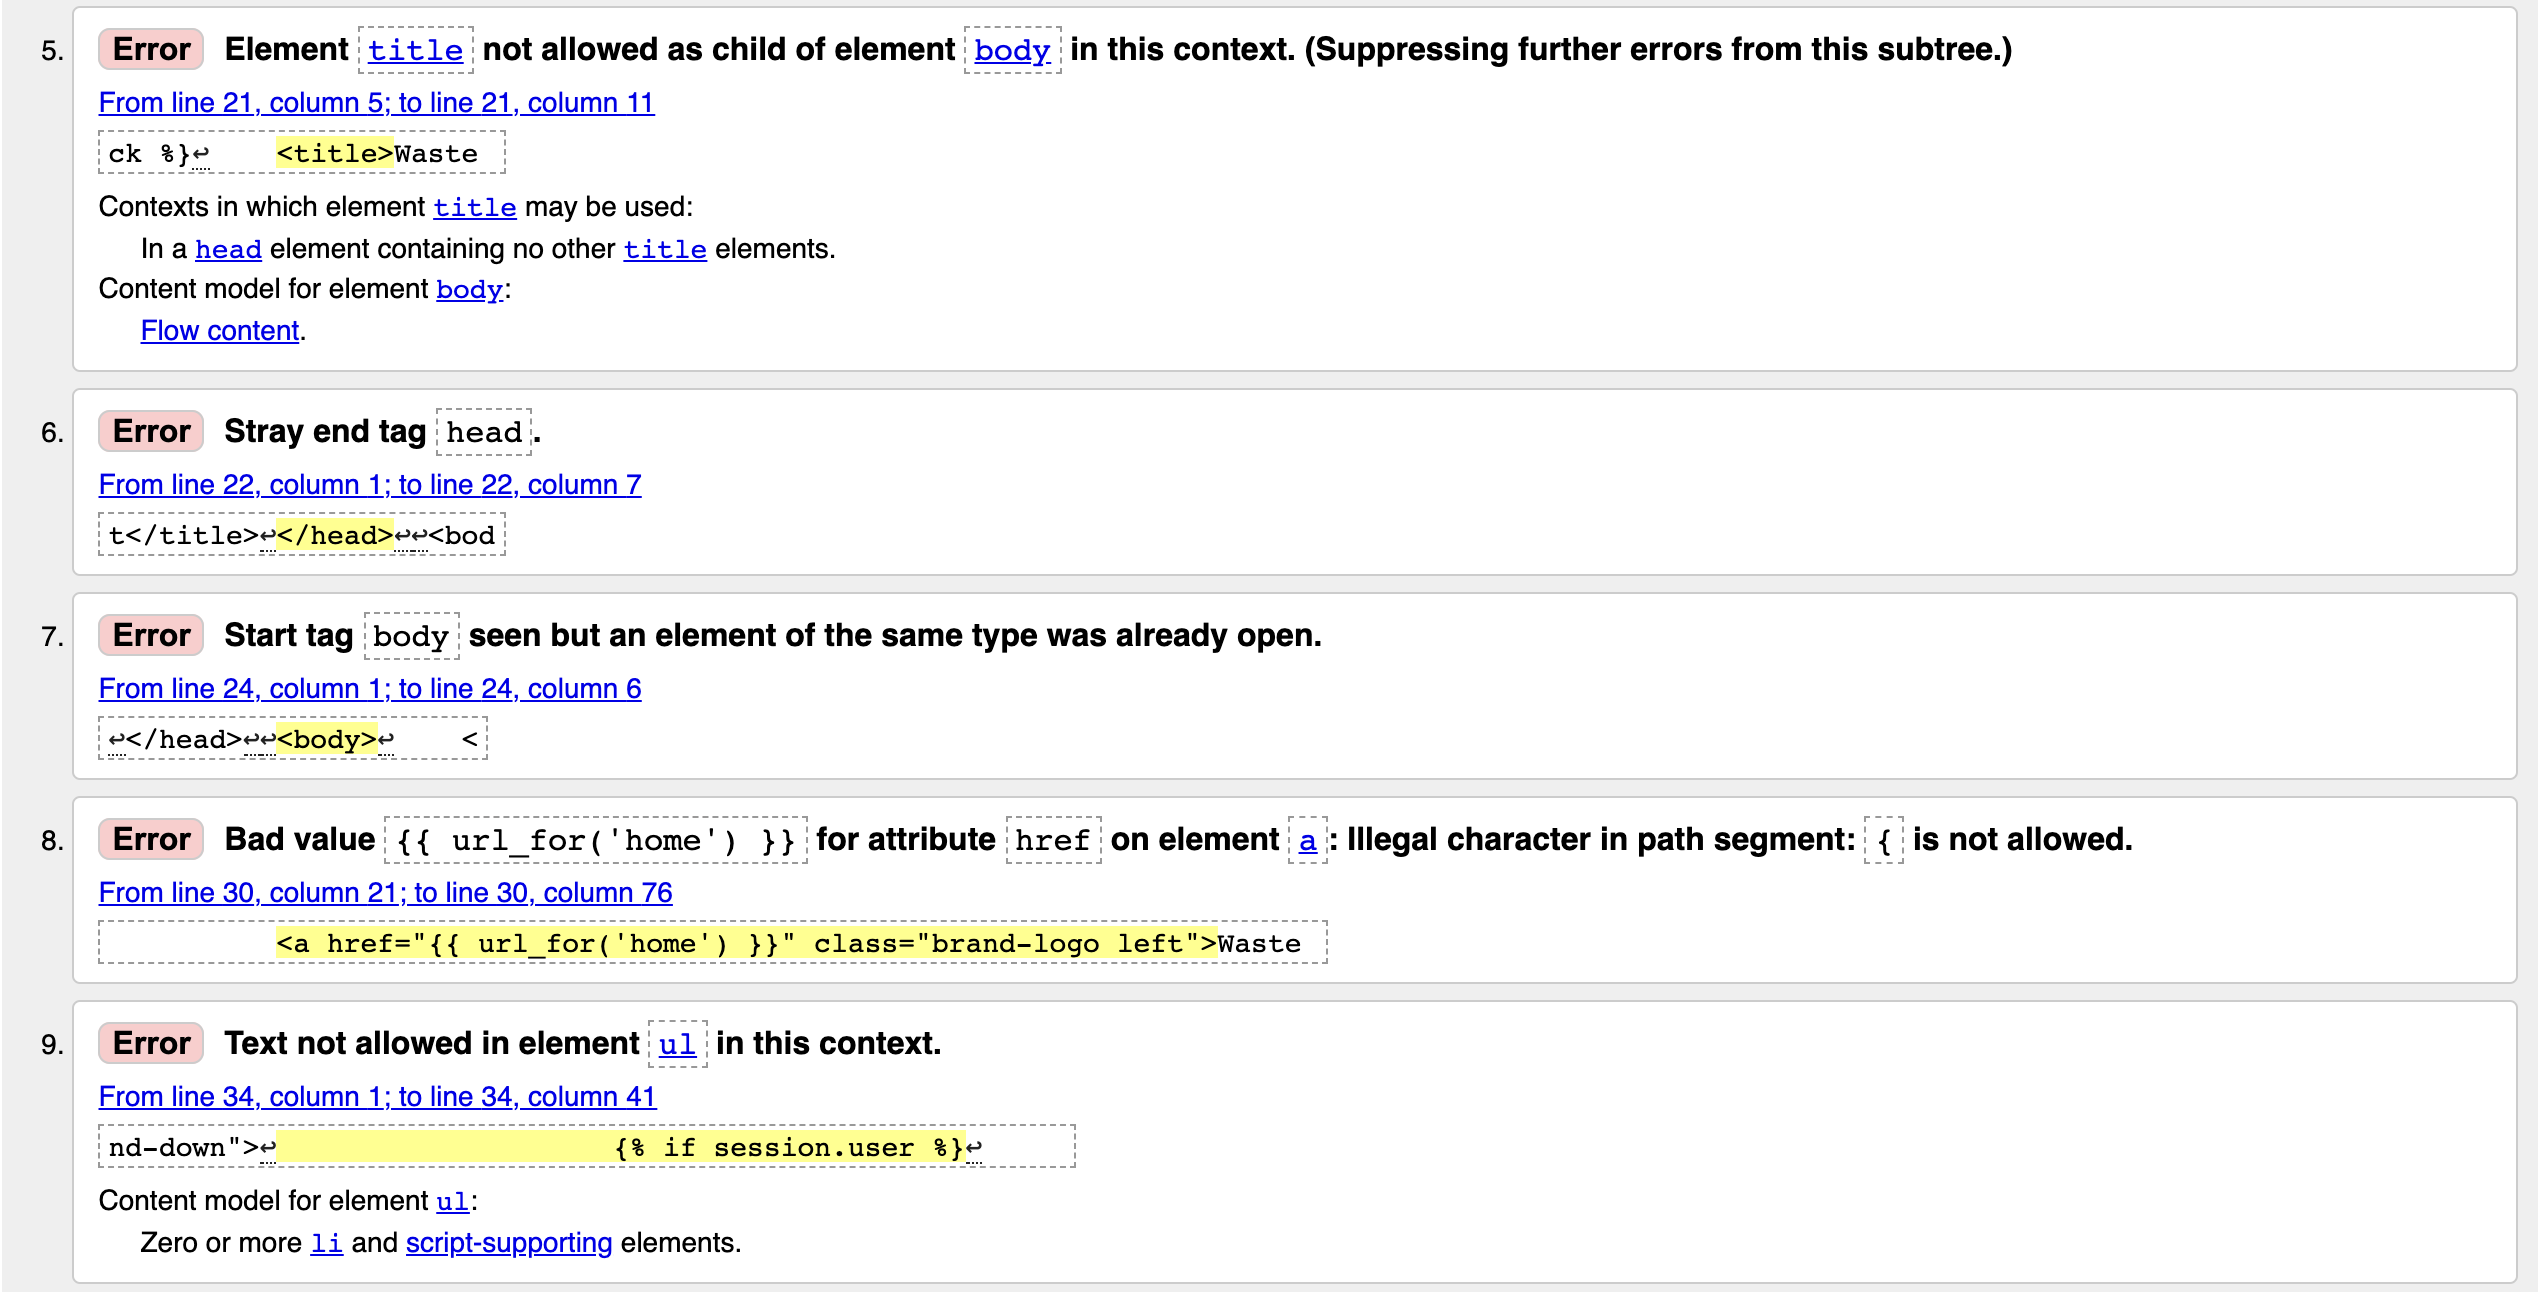 5. Error Element title not allowed as child of element body in this context. (Suppressing further errors from this subtree.)
From line 21, column 5; to line 21, column 11
ck %}↩    <title>Waste
Contexts in which element title may be used:
In a head element containing no other title elements.
Content model for element body:
Flow content.
6. Error Stray end tag head.
From line 22, column 1; to line 22, column 7
t</title>↩</head>↩↩<bod
7. Error Start tag body seen but an element of the same type was already open.
From line 24, column 1; to line 24, column 6
↩</head>↩↩<body>↩    <
8. Error Bad value {{ url_for('home') }} for attribute href on element a: Illegal character in path segment: { is not allowed.
From line 30, column 21; to line 30, column 76
<a href="{{ url_for('home') }}" class="brand-logo left">Waste
9. Error Text not allowed in element ul in this context.
From line 34, column 1; to line 34, column 41
nd-down">↩                    {% if session.user %}↩
Content model for element ul:
Zero or more li and script-supporting elements.